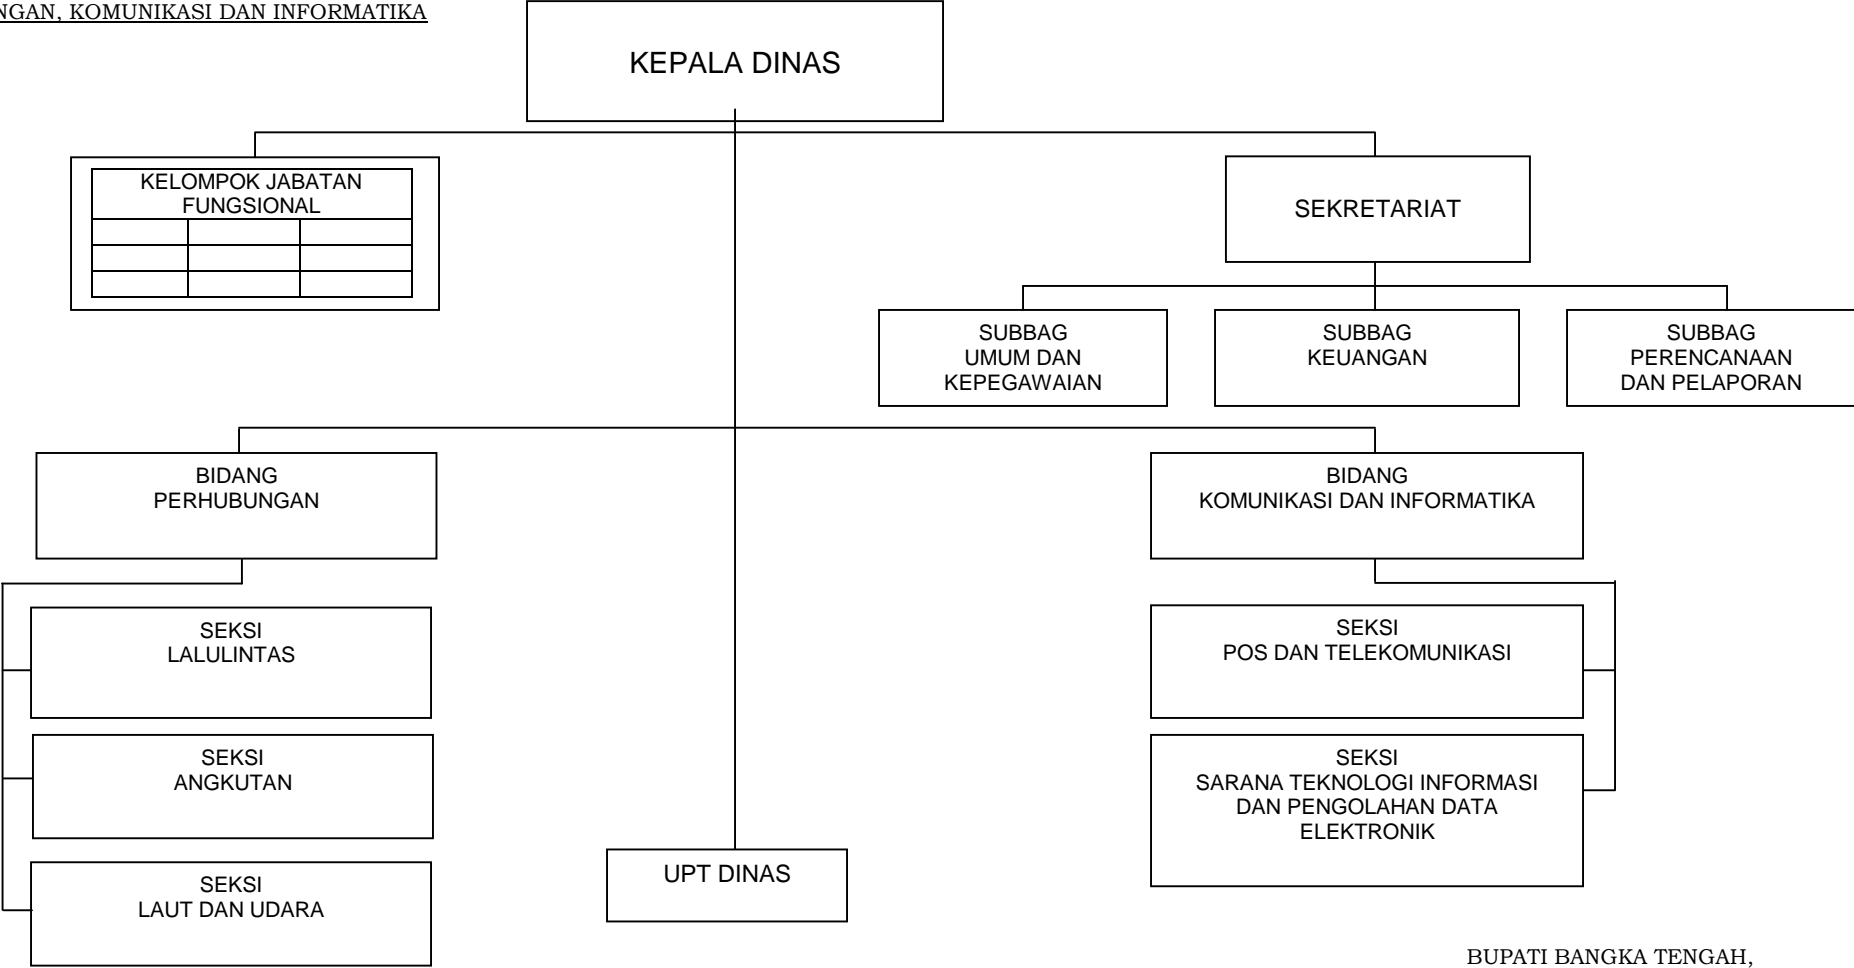 KOMUNIKASI DAN INFORMATIKA
KEPALA DINAS
KELOMPOK JABATAN
FUNGSIONAL
SEKRETARIAT
SUBBAG
UMUM DAN
KEPEGAWAIAN
SUBBAG
KEUANGAN
SUBBAG
PERENCANAAN
DAN PELAPORAN
BIDANG
PERHUBUNGAN
BIDANG
KOMUNIKASI DAN INFORMATIKA
SEKSI
LALULINTAS
SEKSI
ANGKUTAN
SEKSI
LAUT DAN UDARA
SEKSI
POS DAN TELEKOMUNIKASI
SEKSI
SARANA TEKNOLOGI INFORMASI
DAN PENGOLAHAN DATA
ELEKTRONIK
UPT DINAS
BUPATI BANGKA TENGAH,